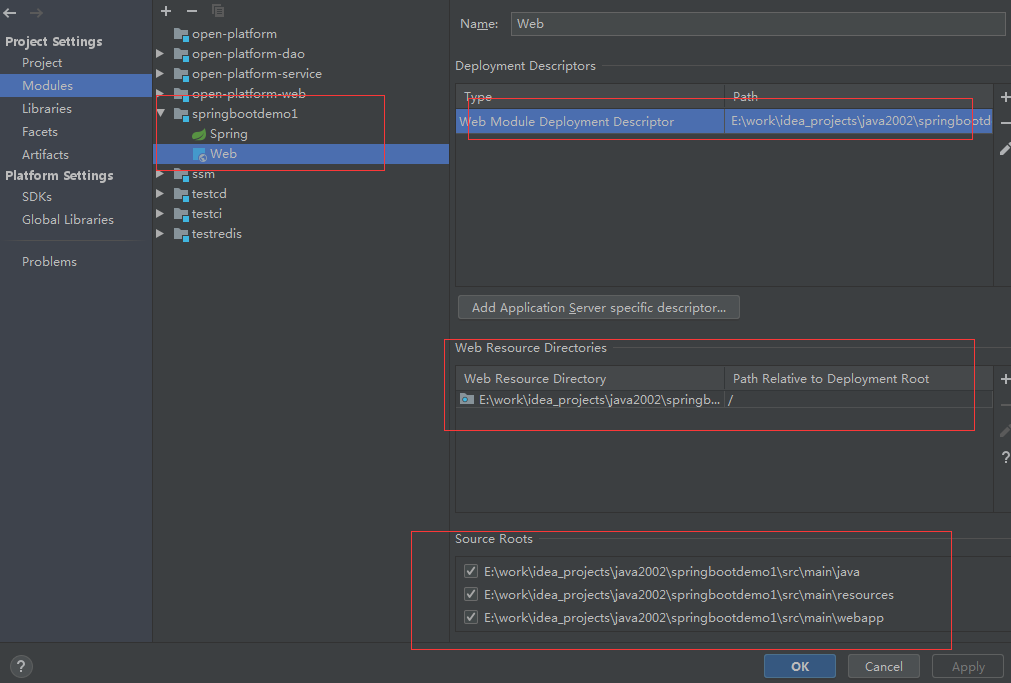 Project Settings
Project
Modules
Libraries
Facets
Artifacts
Platform Settings
SDKs
Global Libraries
Problems
open-platform
open-platform-dao
open-platform-service
open-platform-web
springbootdemo1
Spring
Web
ssm
testcd
testci
testredis
Name: Web
Deployment Descriptors
Type Path
Web Module Deployment Descriptor E:\work\idea_projects\java2002\springbootd
Add Application Server specific descriptor...
Web Resource Directories
Web Resource Directory Path Relative to Deployment Root
E:\work\idea_projects\java2002\springb... /
?
Source Roots
E:\work\idea_projects\java2002\springbootdemo1\src\main\java
E:\work\idea_projects\java2002\springbootdemo1\src\main\resources
E:\work\idea_projects\java2002\springbootdemo1\src\main\webapp
? OK Cancel Apply